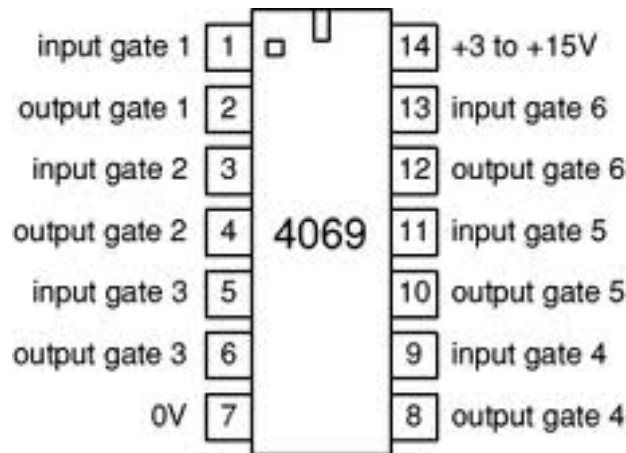 input gate 1 1 14 +3 to +15V
output gate 1 2 13 input gate 6
input gate 2 3 12 output gate 6
output gate 2 4 4069 11 input gate 5
input gate 3 5 10 output gate 5
output gate 3 6 9 input gate 4
0V 7 8 output gate 4